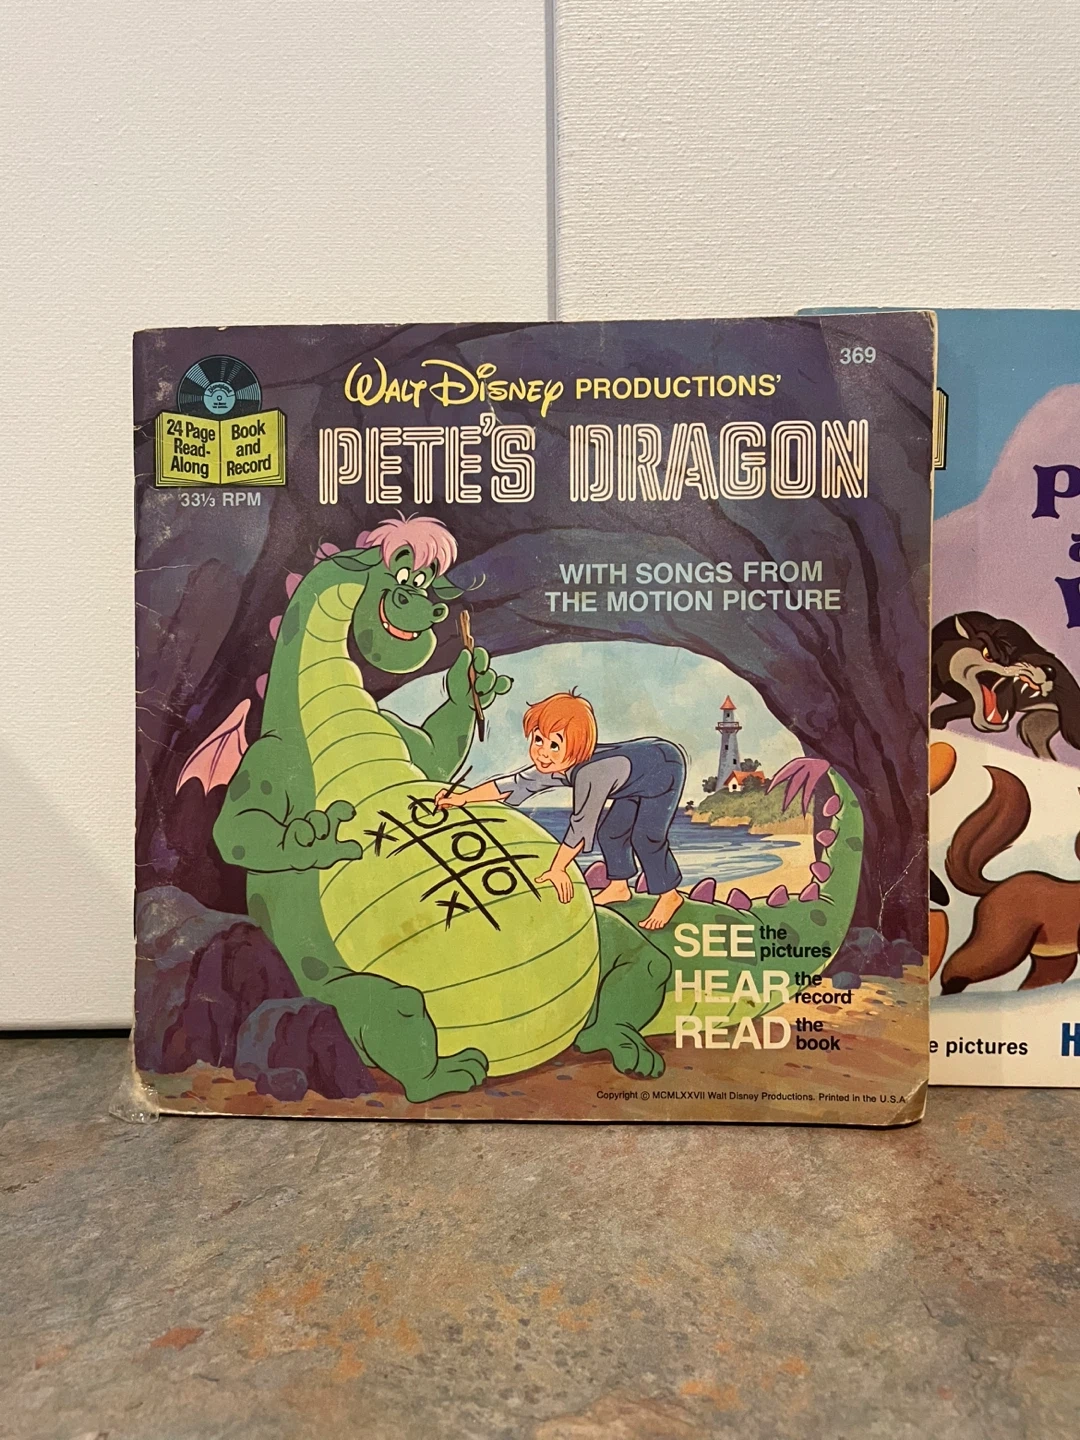 369
WALT DISNEY PRODUCTIONS'
PETE'S DRAGON
24 Page
Read-
Along
Book
and
Record
33⅓ RPM
WITH SONGS FROM
THE MOTION PICTURE
X O
O
X O
SEE the pictures
HEAR the record
READ the book
Copyright © MCMLXXVII Walt Disney Productions. Printed in the U.S.A
P
pictures
H